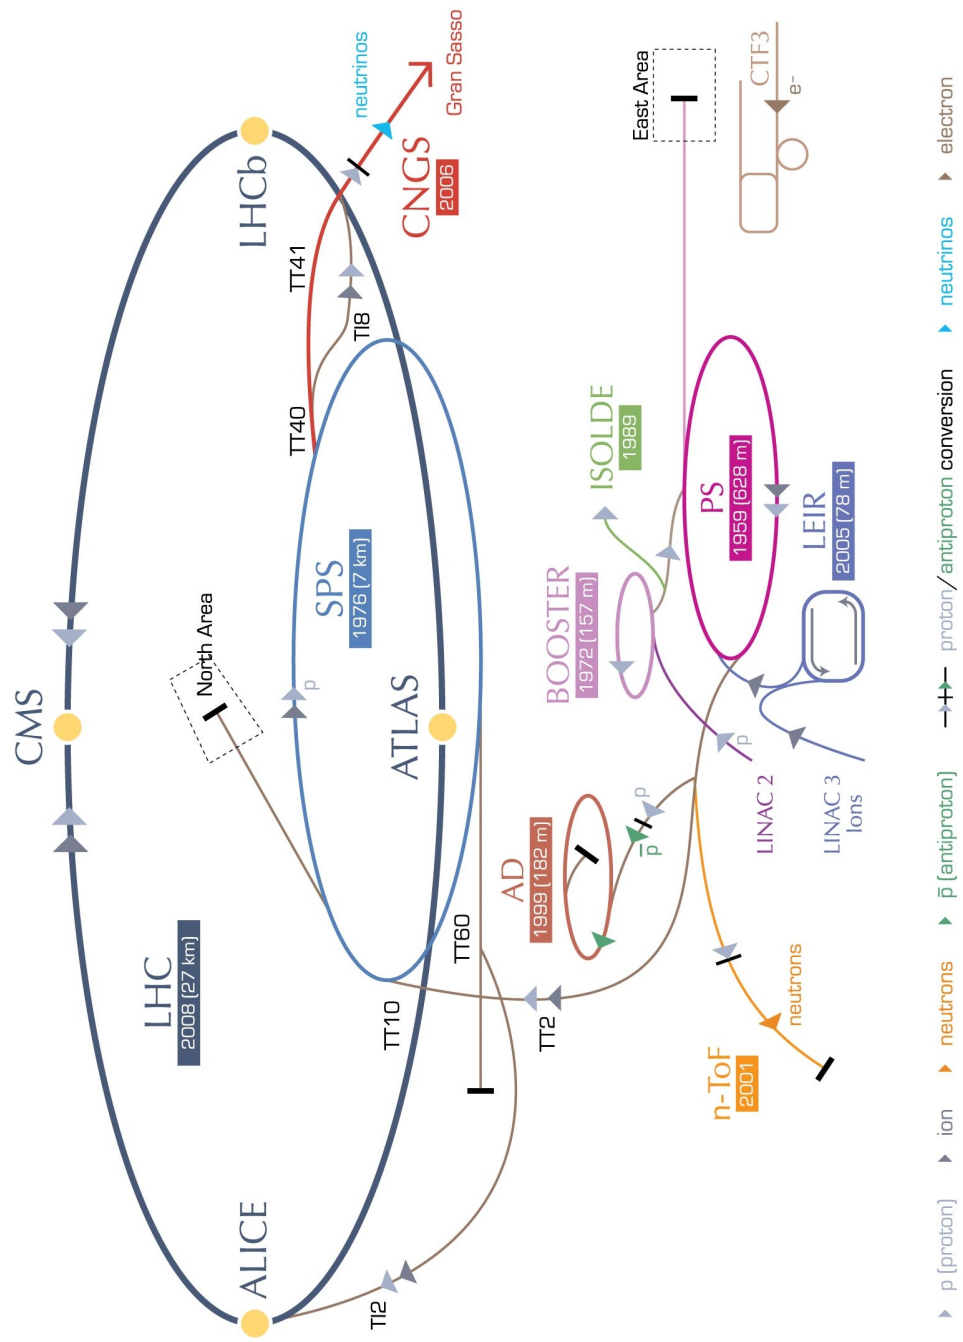 CMS
LHC
2008 (27 km)
North Area
ALICE
LHCb
SPS
1976 (7 km)
p
ATLAS
TT40
TT41
TI8
neutrinos
CNGS
2006
Gran Sasso
TT10
TT60
TI2
TT2
AD
1999 (182 m)
p̅
p
BOOSTER
1972 (157 m)
ISOLDE
1989
East Area
n-ToF
2001
neutrons
LINAC 2
p
LINAC 3
Ions
PS
1959 (628 m)
LEIR
2005 (78 m)
CTF3
e⁻
p (proton)
ion
neutrons
p̅ (antiproton)
proton/antiproton conversion
neutrinos
electron